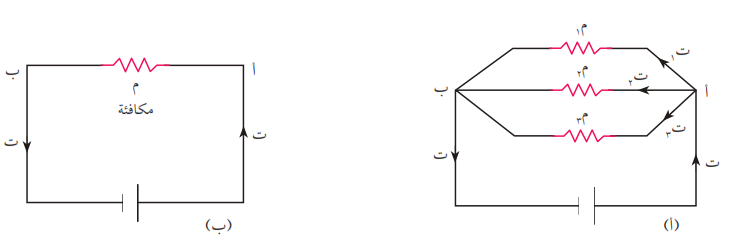 م١
ت١
م٢
ت٢
أ
ب
م٣
ت٣
ت
ت
(أ)
أ
ب
م
مكافئة
ت
ت
(ب)